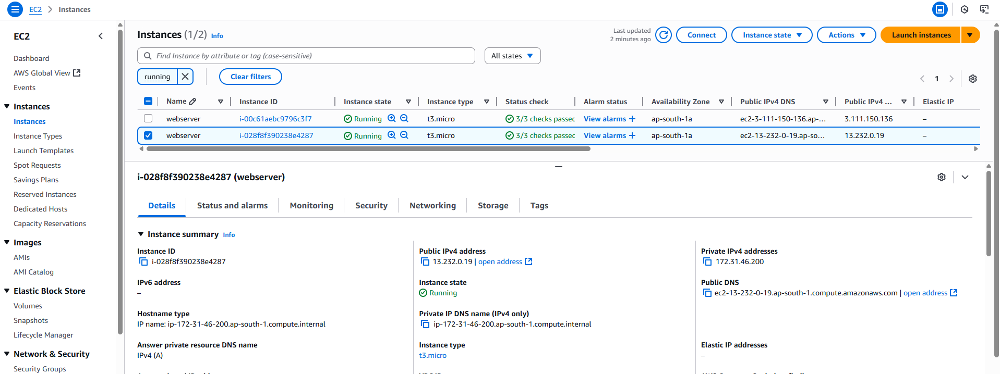 EC2 > Instances
EC2
Dashboard
AWS Global View
Events
Instances
Instances
Instance Types
Launch Templates
Spot Requests
Savings Plans
Reserved Instances
Dedicated Hosts
Capacity Reservations
Images
AMIs
AMI Catalog
Elastic Block Store
Volumes
Snapshots
Lifecycle Manager
Network & Security
Security Groups
Instances (1/2) Info
Last updated
2 minutes ago
Connect
Instance state
Actions
Launch instances
Find Instance by attribute or tag (case-sensitive)
All states
running
Clear filters
1
Name Instance ID Instance state Instance type Status check Alarm status Availability Zone Public IPv4 DNS Public IPv4 ... Elastic IP
webserver i-00c61aebc9796c3f7 Running t3.micro 3/3 checks passec View alarms + ap-south-1a ec2-3-111-150-136.ap-... 3.111.150.136 –
webserver i-028f8f390238e4287 Running t3.micro 3/3 checks passec View alarms + ap-south-1a ec2-13-232-0-19.ap-so... 13.232.0.19 –
i-028f8f390238e4287 (webserver)
Details
Status and alarms
Monitoring
Security
Networking
Storage
Tags
Instance summary Info
Instance ID
i-028f8f390238e4287
Public IPv4 address
13.232.0.19 | open address
Private IPv4 addresses
172.31.46.200
IPv6 address
–
Instance state
Running
Public DNS
ec2-13-232-0-19.ap-south-1.compute.amazonaws.com | open address
Hostname type
IP name: ip-172-31-46-200.ap-south-1.compute.internal
Private IP DNS name (IPv4 only)
ip-172-31-46-200.ap-south-1.compute.internal
Answer private resource DNS name
IPv4 (A)
Instance type
t3.micro
Elastic IP addresses
–